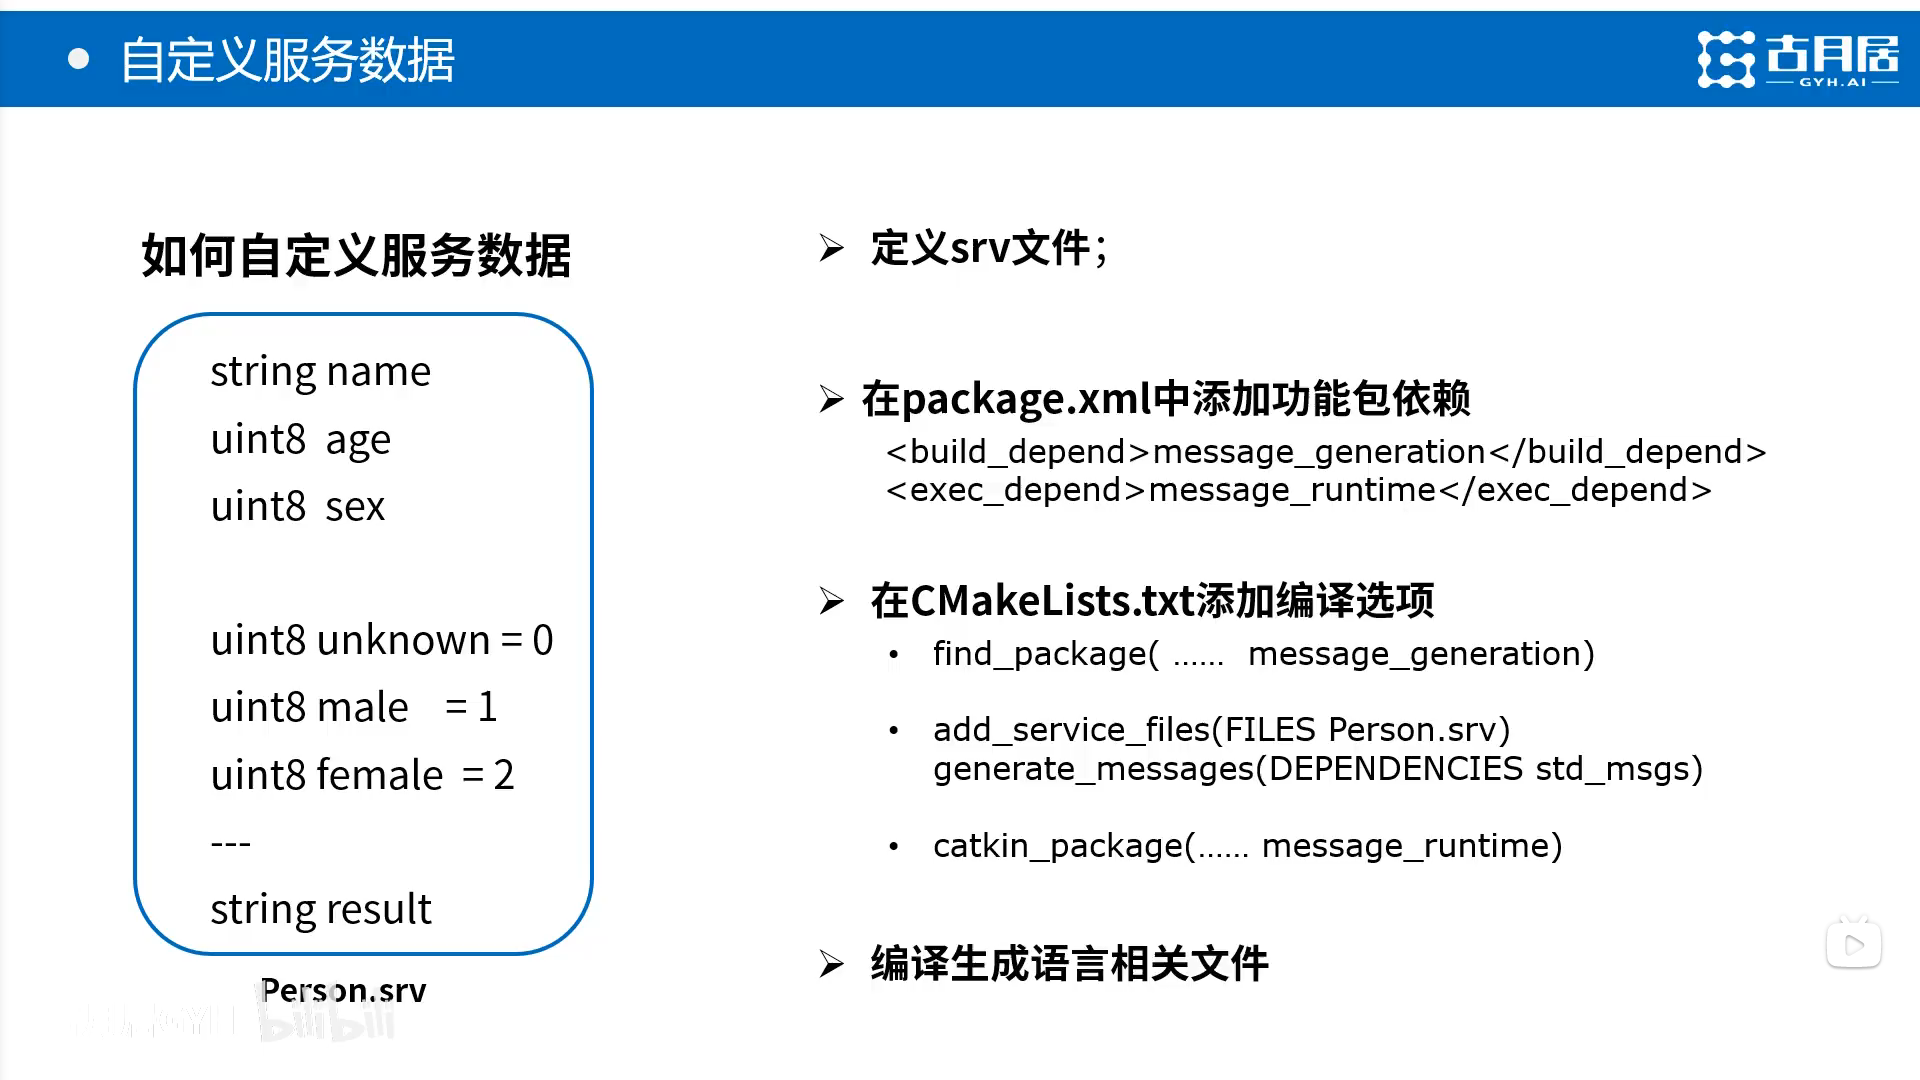 自定义服务数据
古月居
GYH.AI
如何自定义服务数据
string name
uint8 age
uint8 sex
uint8 unknown = 0
uint8 male = 1
uint8 female = 2
---
string result
Person.srv
bilibili
定义srv文件；
在package.xml中添加功能包依赖
<build_depend>message_generation</build_depend>
<exec_depend>message_runtime</exec_depend>
在CMakeLists.txt添加编译选项
• find_package( …… message_generation)
• add_service_files(FILES Person.srv)
generate_messages(DEPENDENCIES std_msgs)
• catkin_package(…… message_runtime)
编译生成语言相关文件